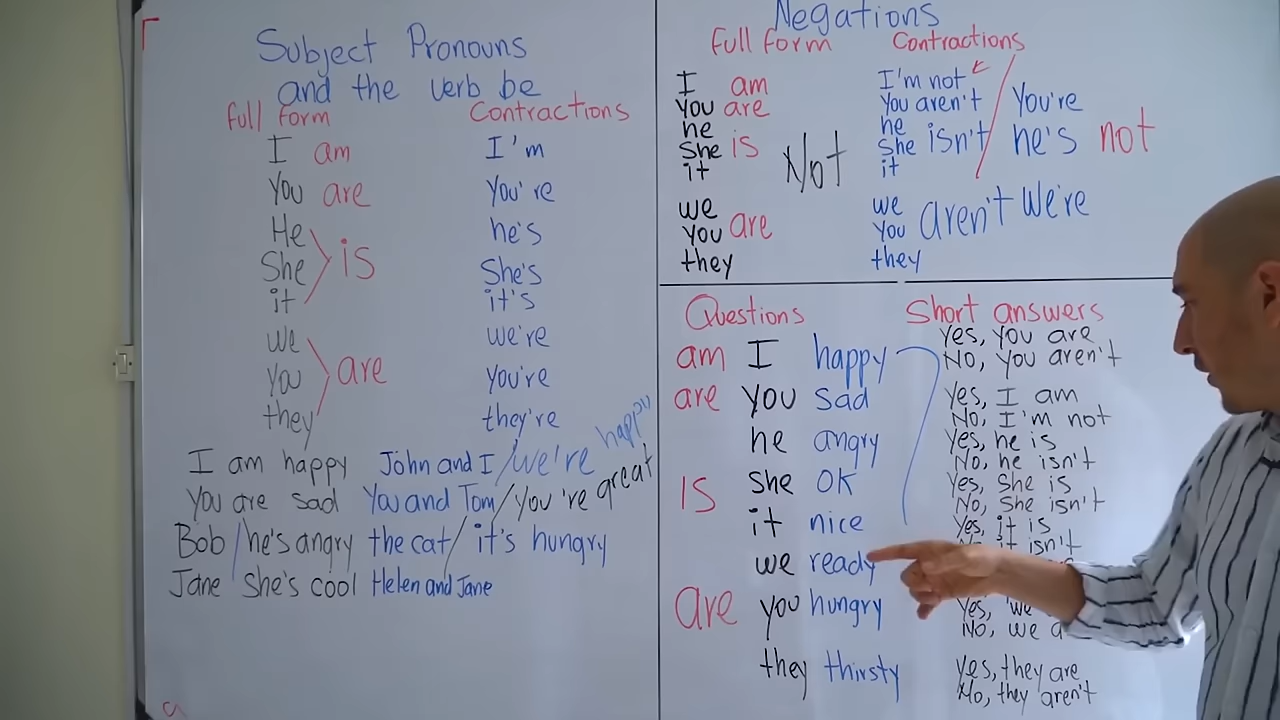 Subject Pronouns
and the verb be
full form Contractions
I am I'm
You are You're
He he's
She is She's
it it's
we we're
You are you're
they they're
I am happy John and I / we're happy
You are sad You and Tom / you're great
Bob / he's angry the cat / it's hungry
Jane she's cool Helen and Jane
Negations
full form Contractions
I am I'm not
You are You aren't You're
he he
She is Not She isn't he's not
it it
we we
you are You aren't we're
they they
Questions
am I happy
are you sad
he angry
Is she OK
it nice
we ready
are you hungry
they thirsty
Short answers
Yes, you are
No, you aren't
Yes, I am
No, I'm not
Yes, he is
No, he isn't
Yes, she is
No, she isn't
Yes, it is
it isn't
Yes, we
No, we
Yes, they are
No, they aren't